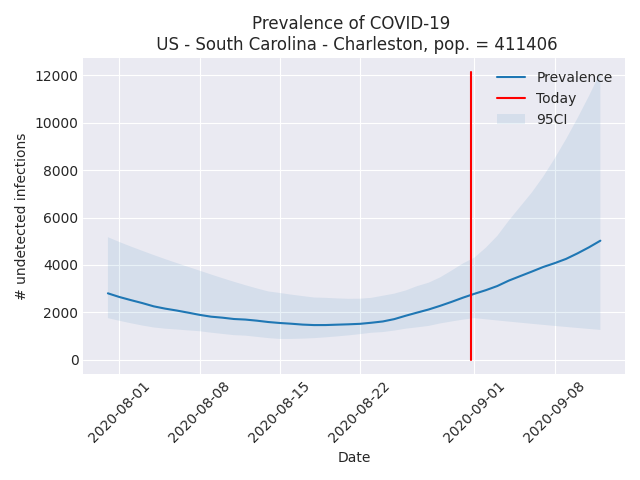 Prevalence of COVID-19
US - South Carolina - Charleston, pop. = 411406
12000
10000
8000
6000
4000
2000
0
# undetected infections
Prevalence
Today
95CI
2020-08-01
2020-08-08
2020-08-15
2020-08-22
2020-09-01
2020-09-08
Date